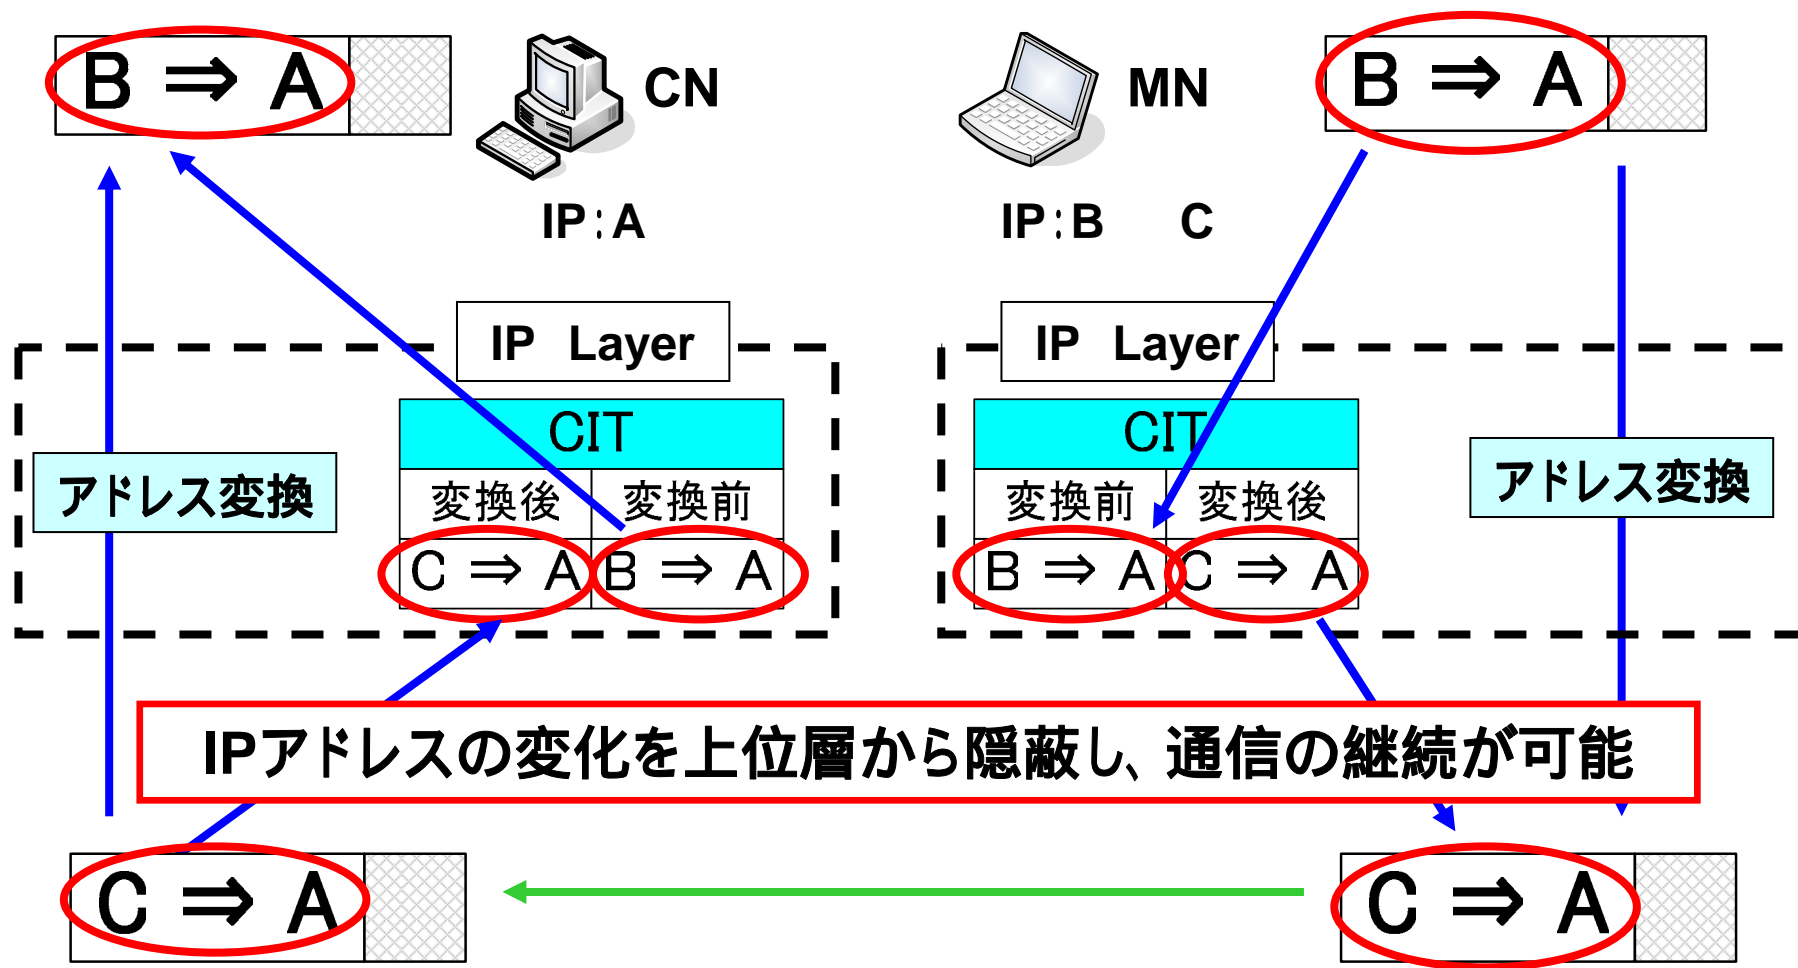 B ⇒ A
CN
MN
B ⇒ A
IP:A
IP:B C
IP Layer
IP Layer
CIT
変換後 変換前
C ⇒ A B ⇒ A
CIT
変換前 変換後
B ⇒ A C ⇒ A
アドレス変換
アドレス変換
IPアドレスの変化を上位層から隠蔽し、通信の継続が可能
C ⇒ A
C ⇒ A